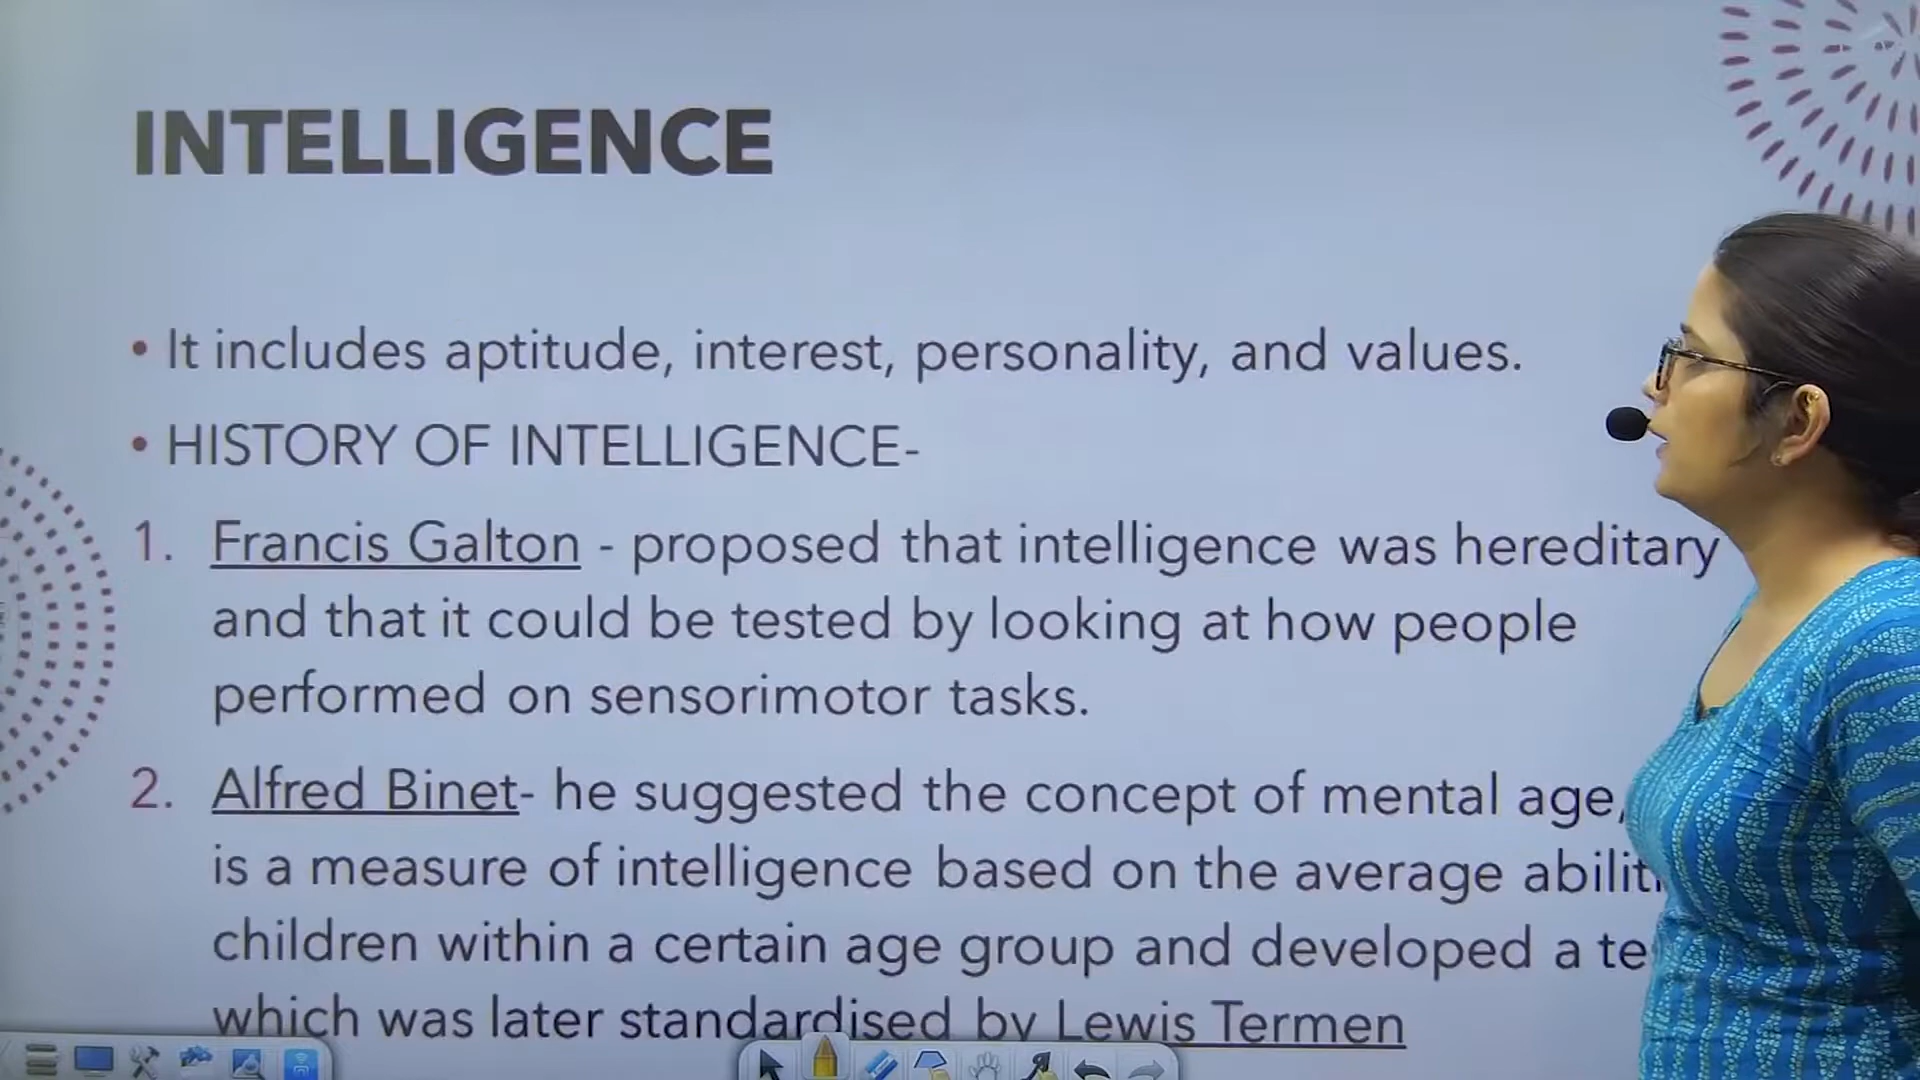 INTELLIGENCE
• It includes aptitude, interest, personality, and values.
• HISTORY OF INTELLIGENCE-
1. Francis Galton - proposed that intelligence was hereditary
and that it could be tested by looking at how people
performed on sensorimotor tasks.
2. Alfred Binet- he suggested the concept of mental age,
is a measure of intelligence based on the average
children within a certain age group and developed a
which was later standardised by Lewis Termen